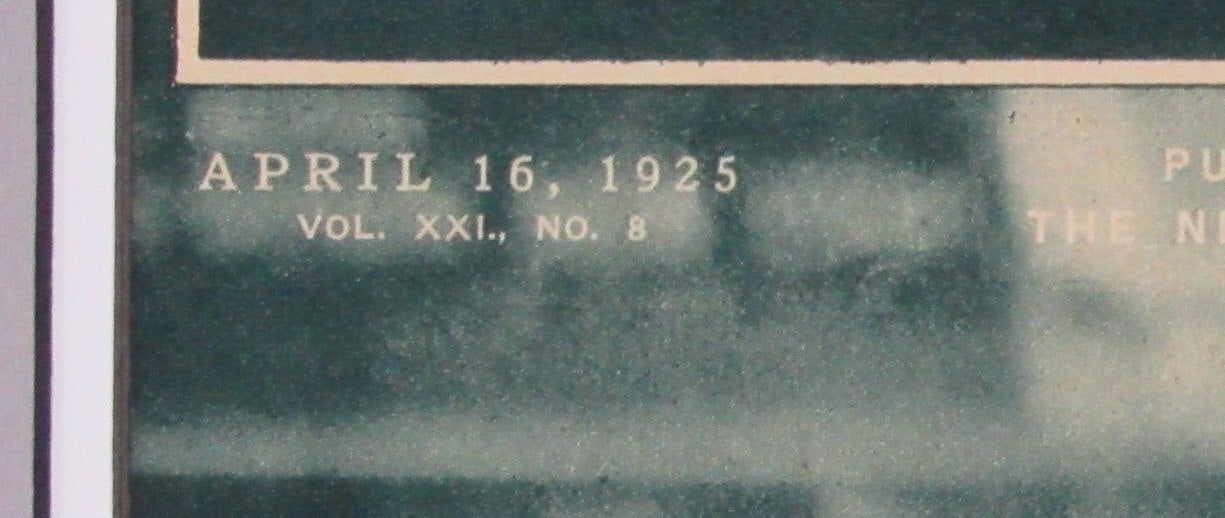 APRIL 16, 1925
VOL. XXI., NO. 8
THE